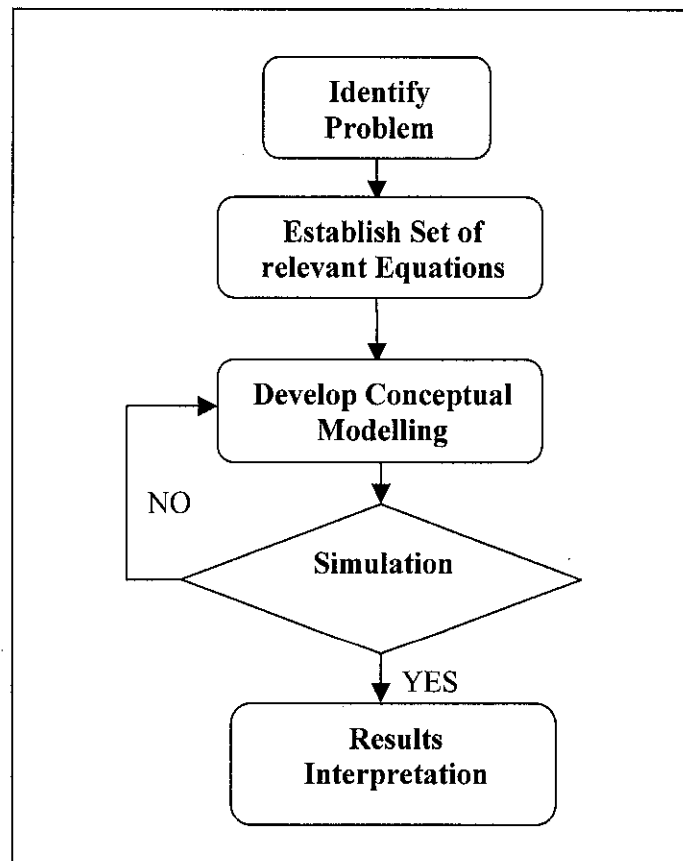 Identify
Problem
Establish Set of
relevant Equations
Develop Conceptual
Modelling
NO
Simulation
YES
Results
Interpretation